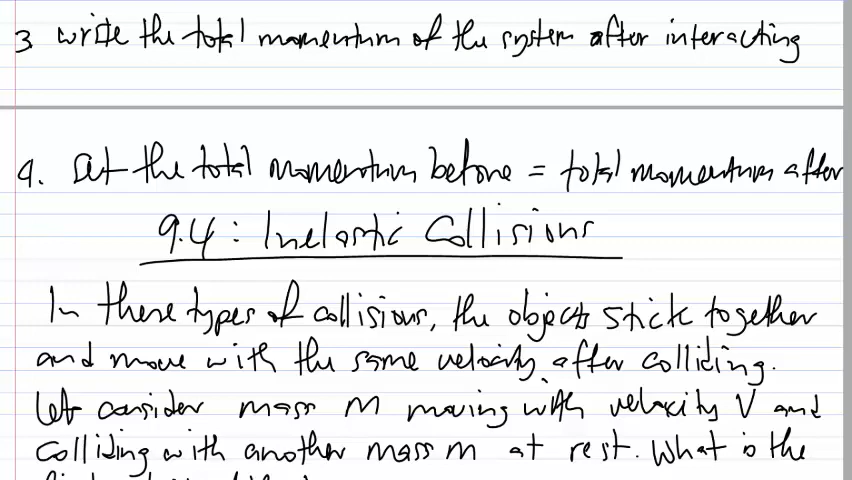 3 write the total momentum of the system after interacting
4. Set the total momentum before = total momentum after
9.4 : Inelastic Collisions
In these types of collisions, the objects stick together
and move with the same velocity after colliding.
Let consider mass M moving with velocity V and
colliding with another mass m at rest. What is the